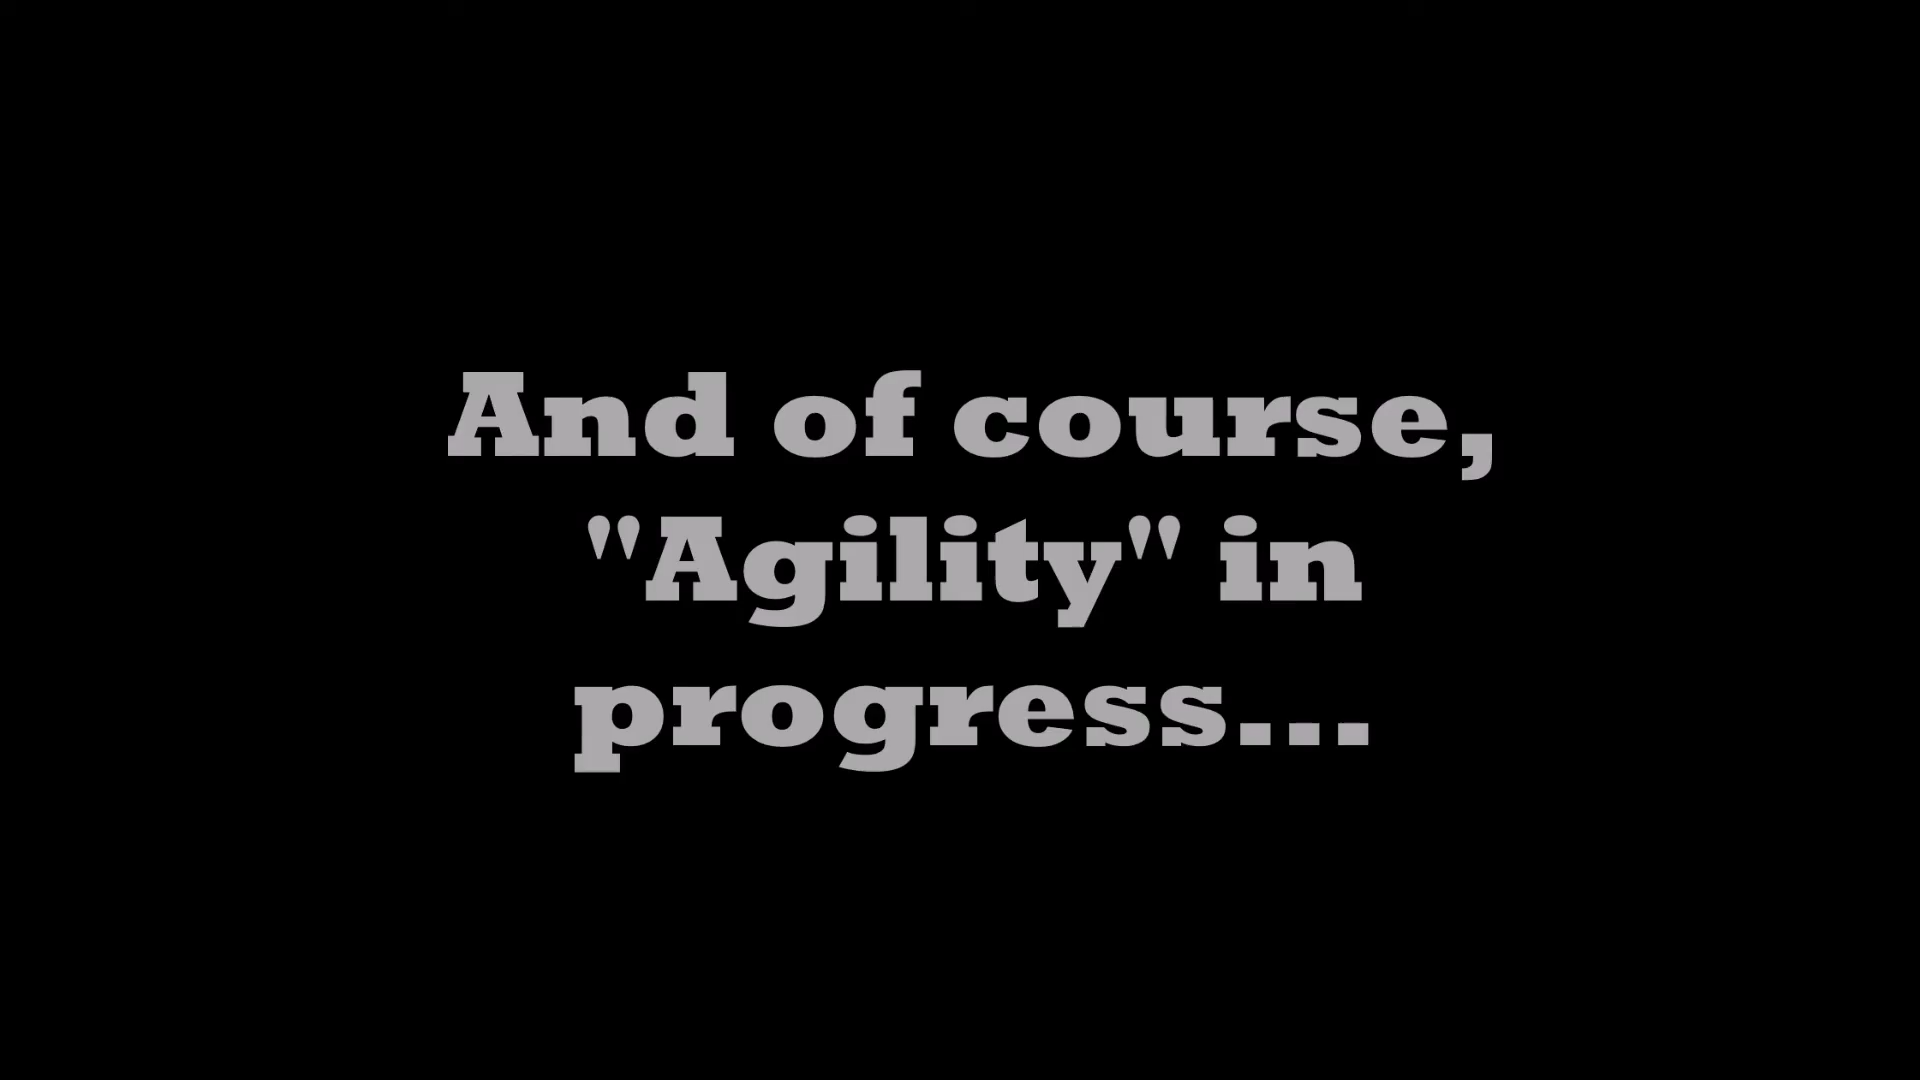 And of course,
"Agility" in
progress...